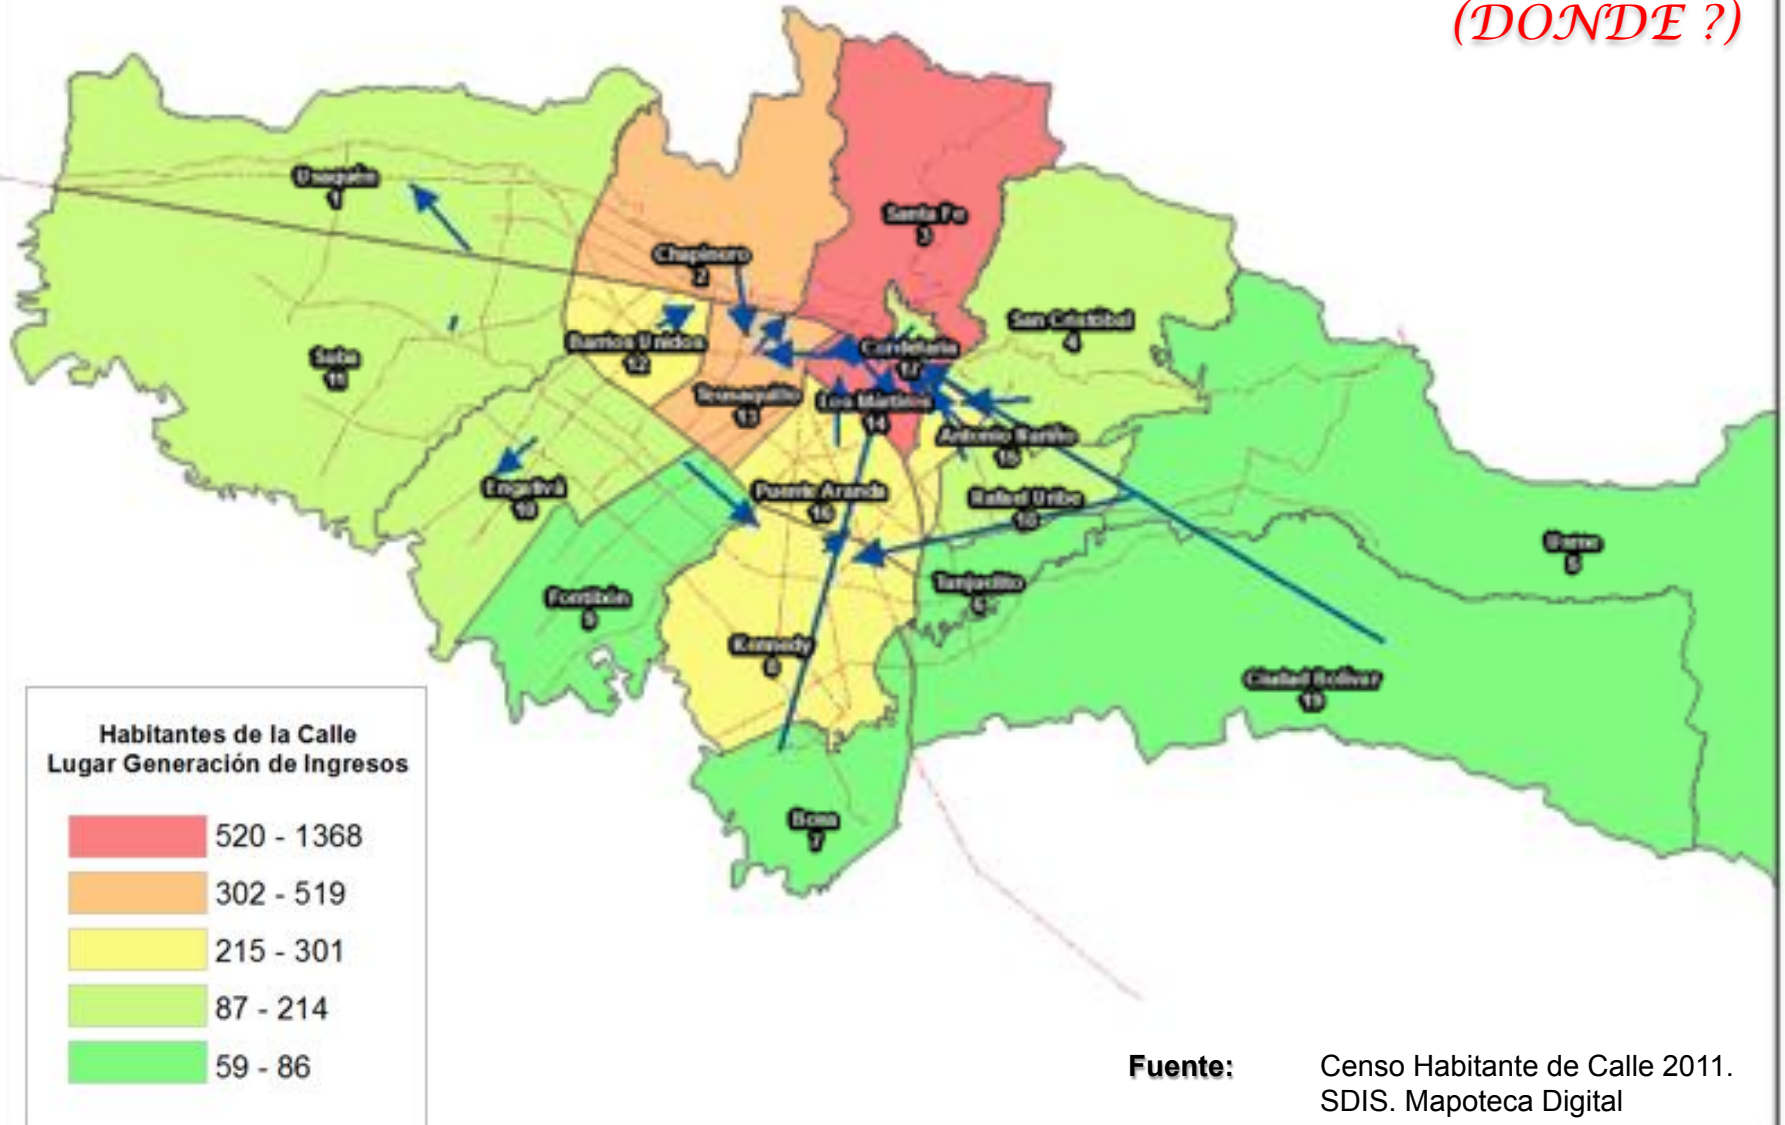 (DONDE ?)
Usaquén
1
Santa Fe
3
Chapinero
2
San Cristóbal
4
Barrios Unidos
12
Candelaria
17
Suba
11
Teusaquillo
13
Los Mártires
14
Antonio Nariño
15
Engativá
10
Puente Aranda
16
Rafael Uribe
18
Usme
5
Tunjuelito
6
Fontibón
9
Kennedy
8
Ciudad Bolívar
19
Bosa
7
Habitantes de la Calle
Lugar Generación de Ingresos
520 - 1368
302 - 519
215 - 301
87 - 214
59 - 86
Fuente: Censo Habitante de Calle 2011.
SDIS. Mapoteca Digital